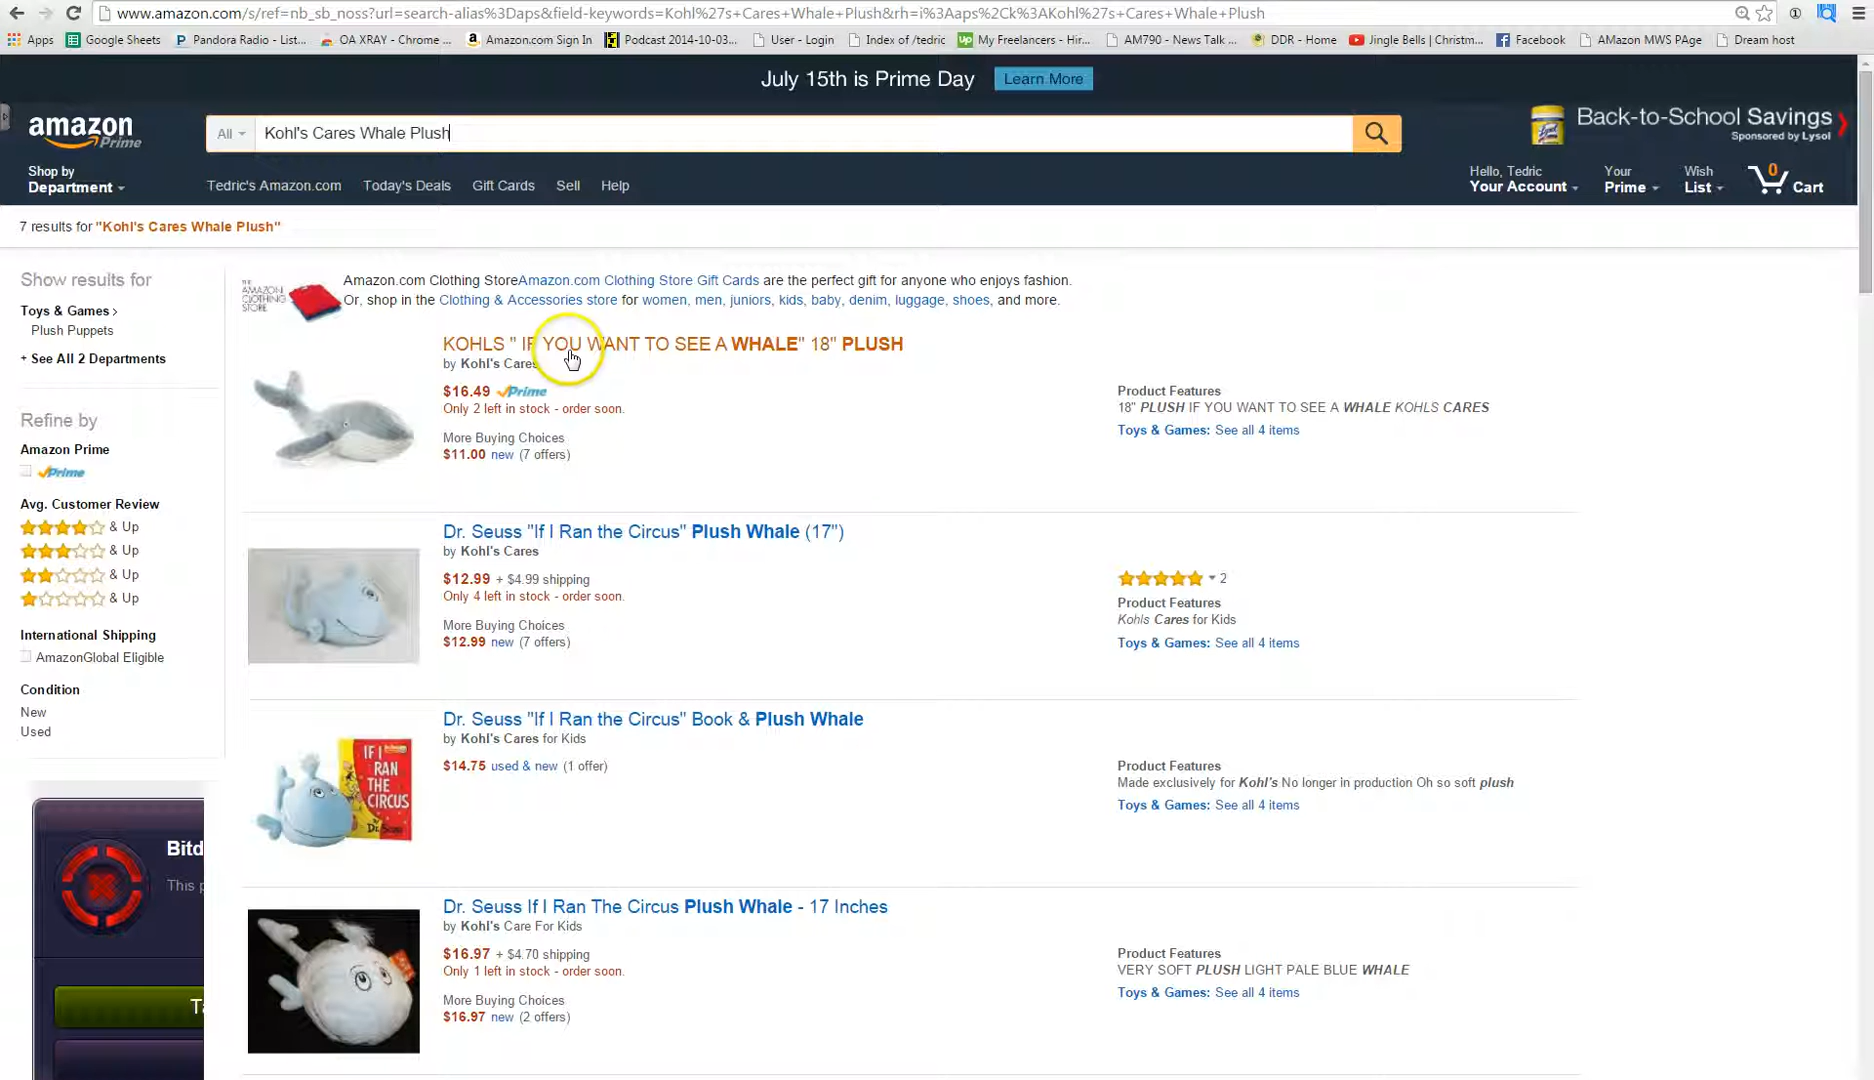 www.amazon.com/s/ref=nb_sb_noss?url=search-alias%3Daps&field-keywords=Kohl%27s+Cares+Whale+Plush&rh=i%3Aaps%2Ck%3AKohl%27s+Cares+Whale+Plush
Apps Google Sheets Pandora Radio - List... OA XRAY - Chrome ... Amazon.com Sign In Podcast 2014-10-03... User - Login Index of /tedric My Freelancers - Hir... AM790 - News Talk ... DDR - Home Jingle Bells | Christm... Facebook AMazon MWS PAge Dream host
July 15th is Prime Day Learn More
amazon Prime
All Kohl's Cares Whale Plush
Back-to-School Savings
Sponsored by Lysol
Shop by Department
Tedric's Amazon.com Today's Deals Gift Cards Sell Help
Hello, Tedric Your Account
Your Prime
Wish List
0 Cart
7 results for "Kohl's Cares Whale Plush"
Show results for
Toys & Games
Plush Puppets
+ See All 2 Departments
Refine by
Amazon Prime
Prime
Avg. Customer Review
& Up
& Up
& Up
& Up
International Shipping
AmazonGlobal Eligible
Condition
New
Used
Bitd
This p
Ta
THE AMAZON CLOTHING STORE
Amazon.com Clothing StoreAmazon.com Clothing Store Gift Cards are the perfect gift for anyone who enjoys fashion.
Or, shop in the Clothing & Accessories store for women, men, juniors, kids, baby, denim, luggage, shoes, and more.
KOHLS " IF YOU WANT TO SEE A WHALE" 18" PLUSH
by Kohl's Cares
$16.49 Prime
Only 2 left in stock - order soon.
More Buying Choices
$11.00 new (7 offers)
Product Features
18" PLUSH IF YOU WANT TO SEE A WHALE KOHLS CARES
Toys & Games: See all 4 items
Dr. Seuss "If I Ran the Circus" Plush Whale (17")
by Kohl's Cares
$12.99 + $4.99 shipping
Only 4 left in stock - order soon.
More Buying Choices
$12.99 new (7 offers)
2
Product Features
Kohls Cares for Kids
Toys & Games: See all 4 items
Dr. Seuss "If I Ran the Circus" Book & Plush Whale
by Kohl's Cares for Kids
$14.75 used & new (1 offer)
Product Features
Made exclusively for Kohl's No longer in production Oh so soft plush
Toys & Games: See all 4 items
IF I
RAN
THE
CIRCUS
Dr. Seuss If I Ran The Circus Plush Whale - 17 Inches
by Kohl's Care For Kids
$16.97 + $4.70 shipping
Only 1 left in stock - order soon.
More Buying Choices
$16.97 new (2 offers)
Product Features
VERY SOFT PLUSH LIGHT PALE BLUE WHALE
Toys & Games: See all 4 items